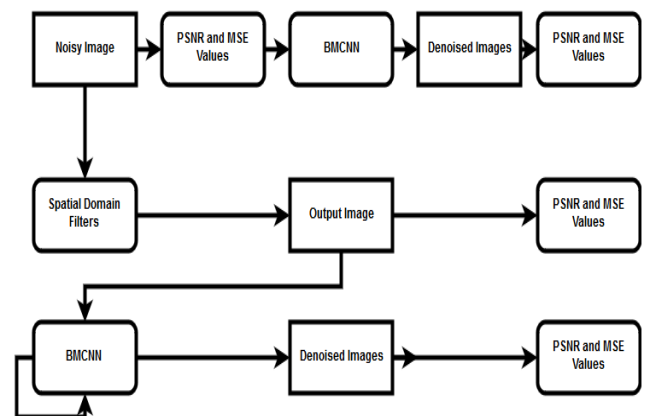 Noisy Image
PSNR and MSE
Values
BMCNN
Denoised Images
PSNR and MSE
Values
Spatial Domain
Filters
Output Image
PSNR and MSE
Values
BMCNN
Denoised Images
PSNR and MSE
Values